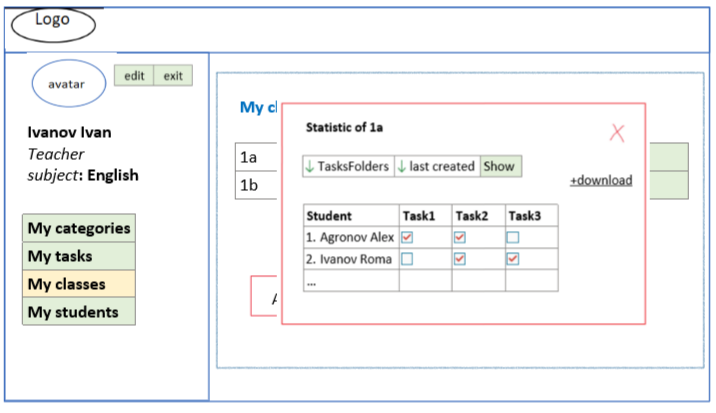 Logo
avatar
edit exit
Ivanov Ivan
Teacher
subject: English
My categories
My tasks
My classes
My students
My cl
1a
1b
Statistic of 1a
X
↓ TasksFolders ↓ last created Show
+download
Student Task1 Task2 Task3
1. Agronov Alex
2. Ivanov Roma
...